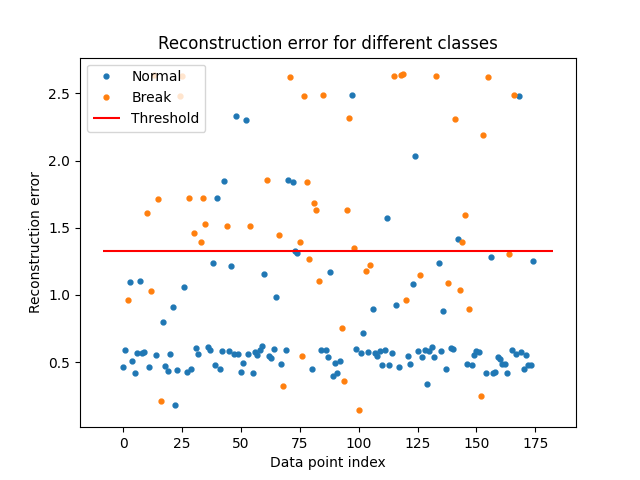 Reconstruction error for different classes
Normal
Break
Threshold
Reconstruction error
2.5
2.0
1.5
1.0
0.5
0
25
50
75
100
125
150
175
Data point index